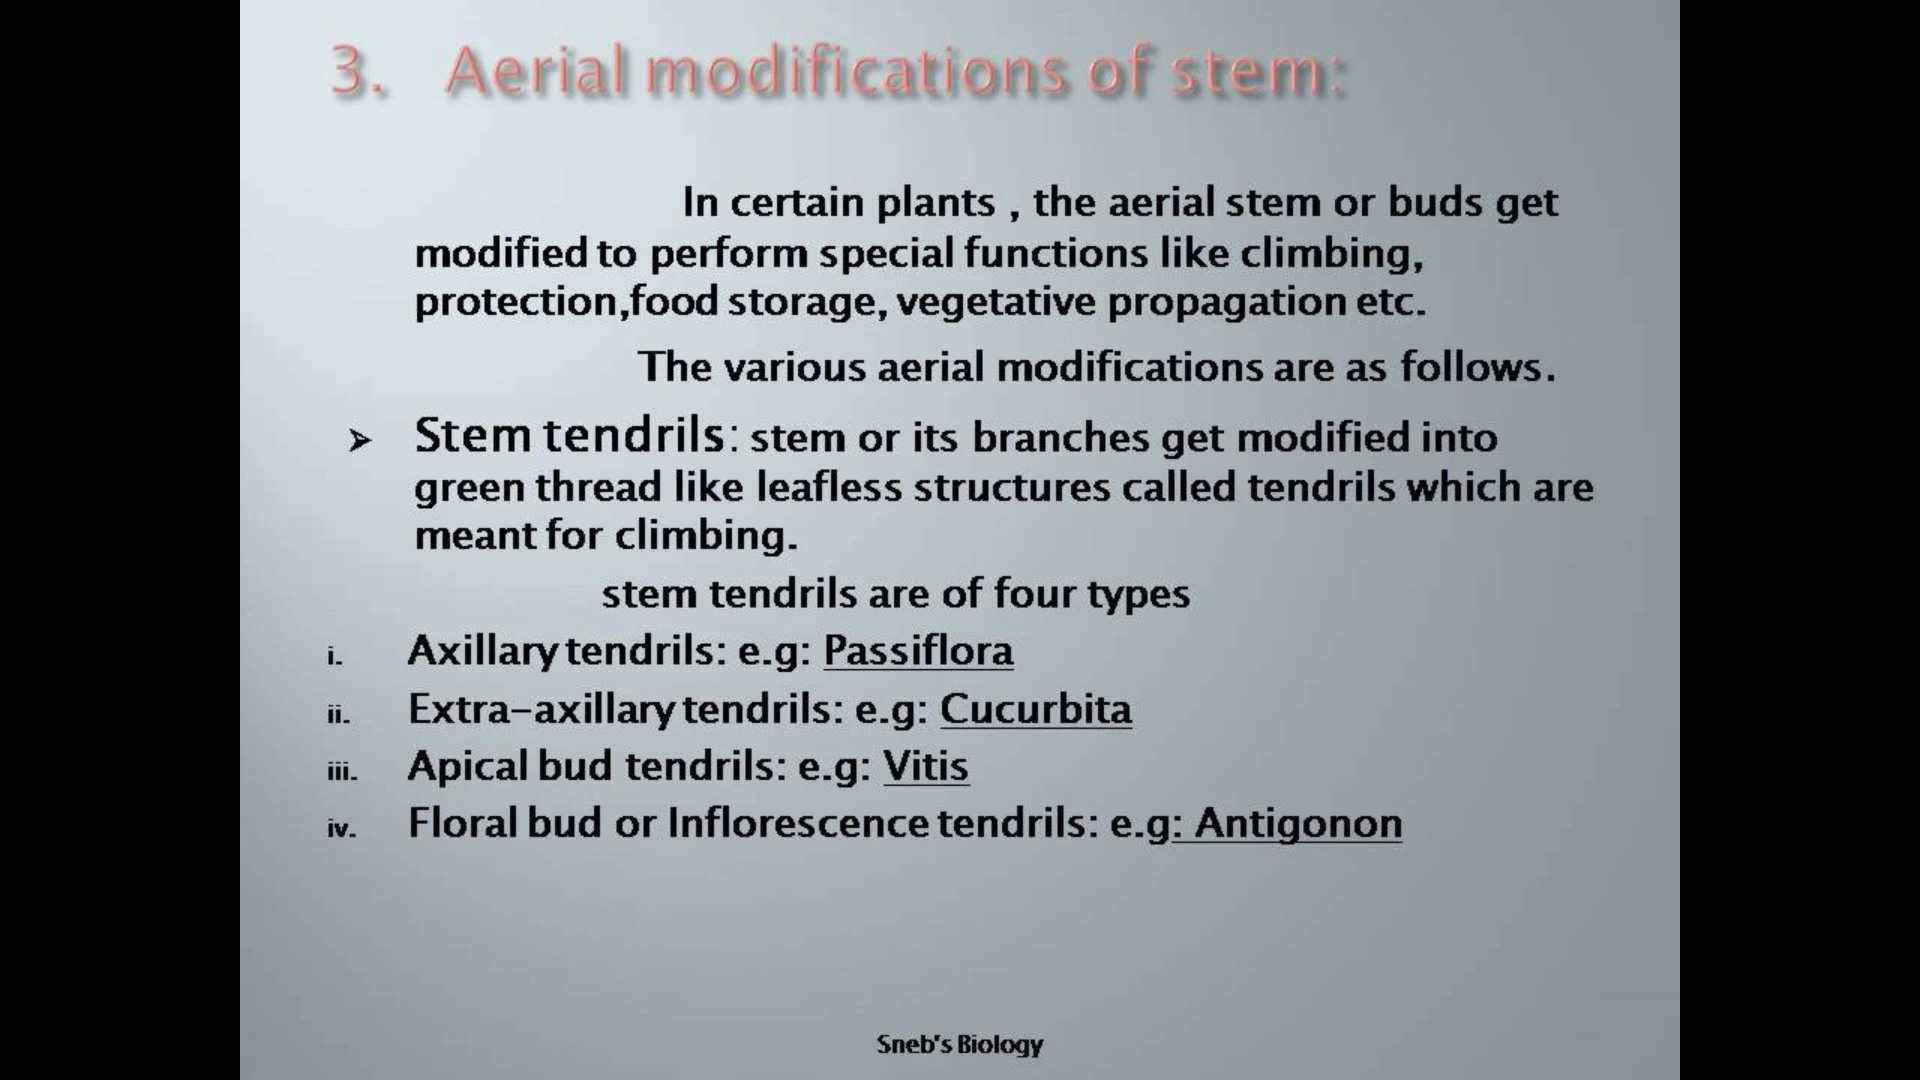 3. Aerial modifications of stem:
In certain plants , the aerial stem or buds get
modified to perform special functions like climbing,
protection,food storage, vegetative propagation etc.
The various aerial modifications are as follows.
➢ Stem tendrils: stem or its branches get modified into
green thread like leafless structures called tendrils which are
meant for climbing.
stem tendrils are of four types
i. Axillary tendrils: e.g: Passiflora
ii. Extra-axillary tendrils: e.g: Cucurbita
iii. Apical bud tendrils: e.g: Vitis
iv. Floral bud or Inflorescence tendrils: e.g: Antigonon
Sneb's Biology